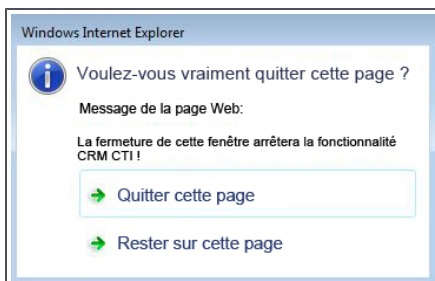 Windows Internet Explorer
Voulez-vous vraiment quitter cette page ?
Message de la page Web:
La fermeture de cette fenêtre arrêtera la fonctionnalité
CRM CTI !
Quitter cette page
Rester sur cette page